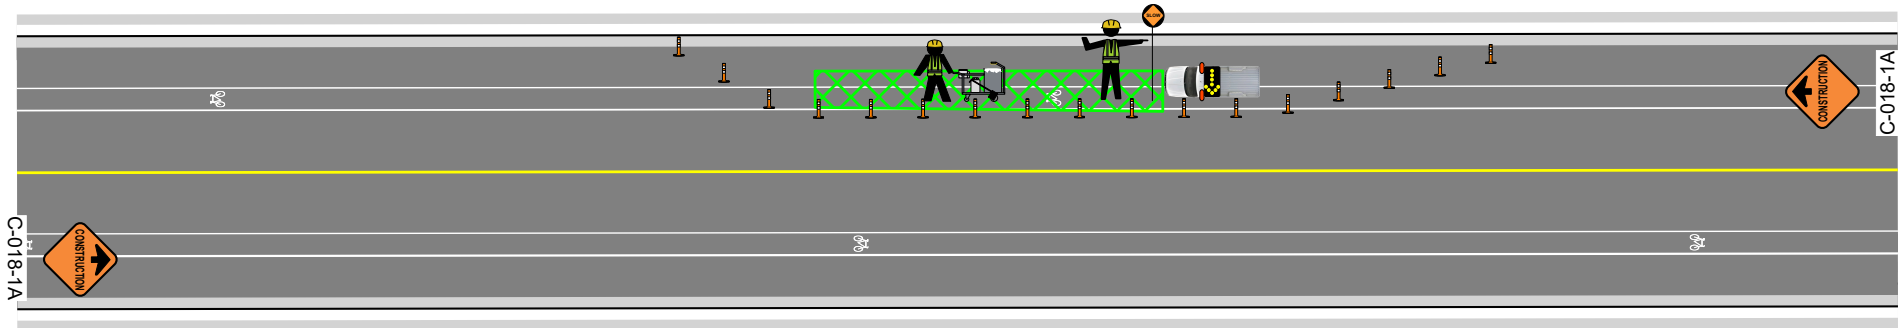 SLOW
CONSTRUCTION
C-018-1A
C-018-1A
CONSTRUCTION